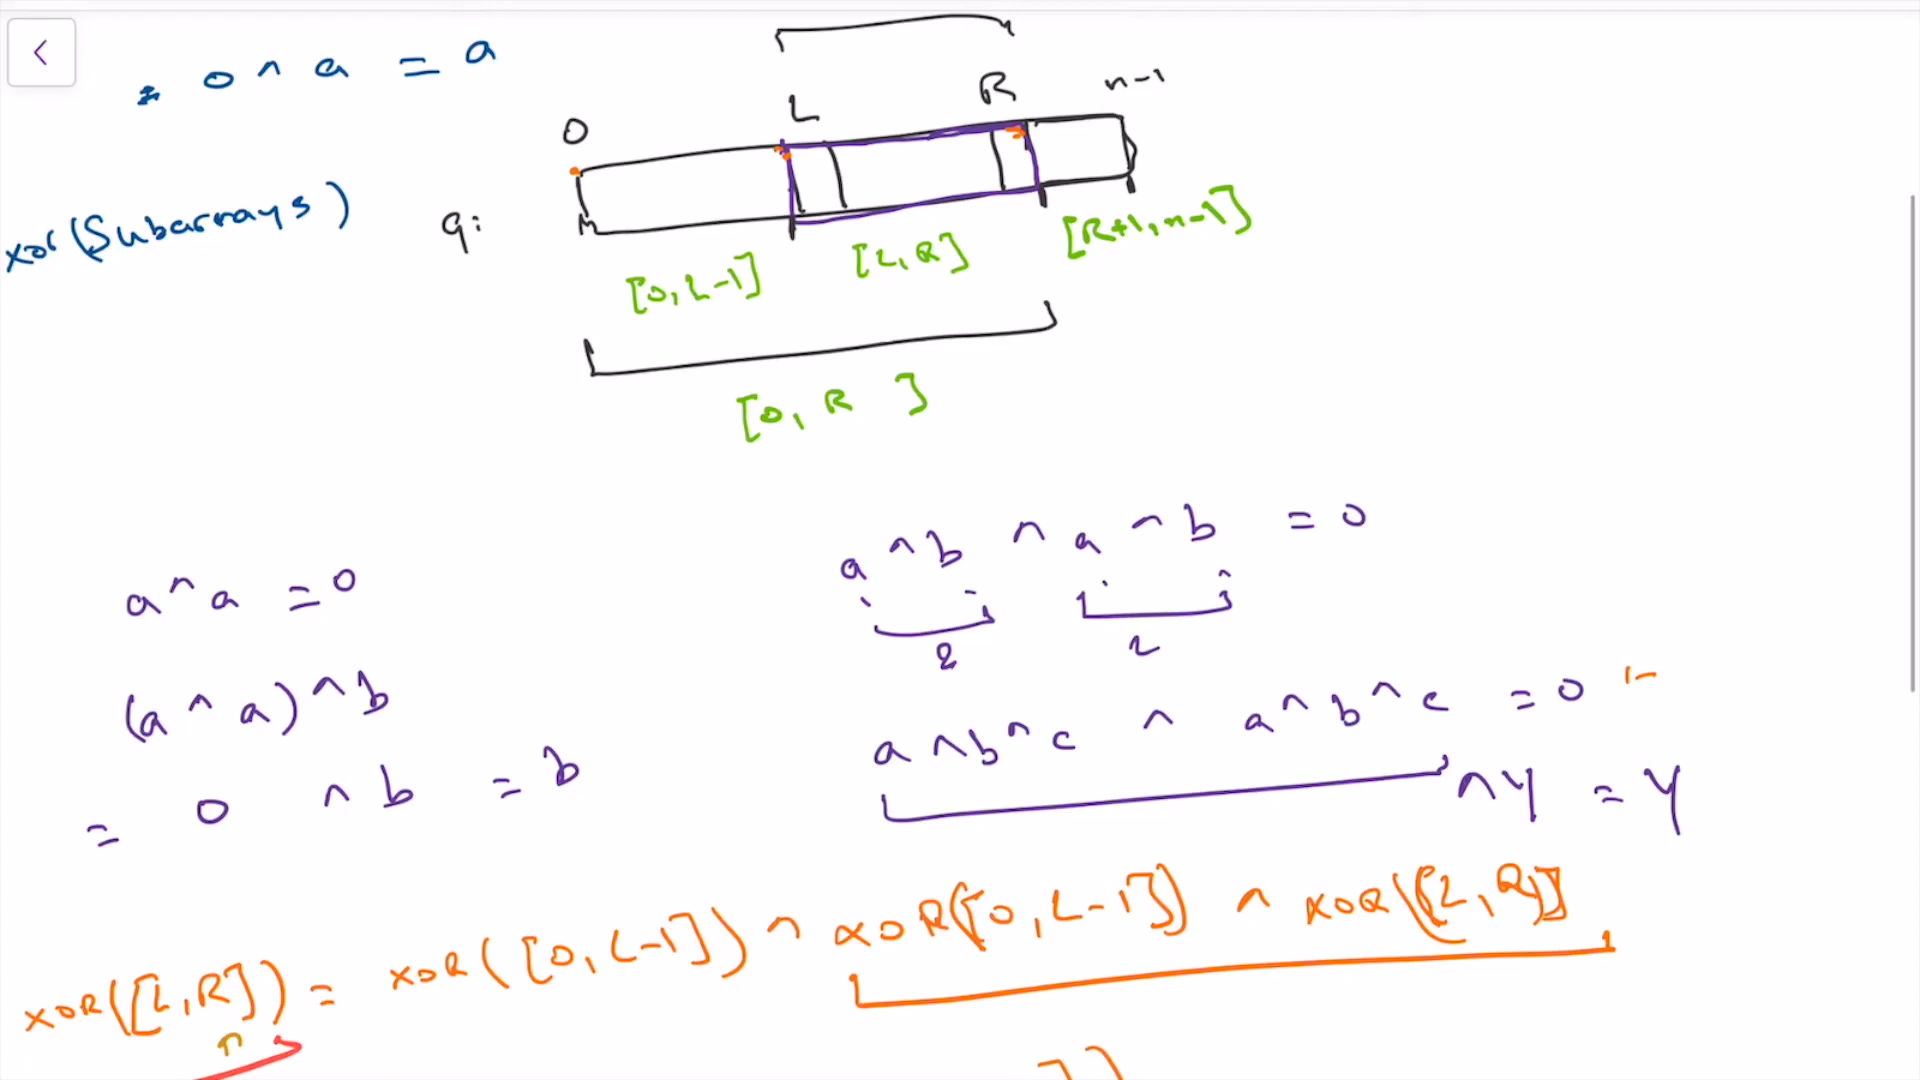 0 ^ a = a
L R n-1
0
xor(Subarrays)
[0, L-1] [L, R] [R+1, n-1]
[0, R ]
a ^ b ^ a ^ b = 0
2 2
a ^ a = 0
(a ^ a) ^ b
= 0 ^ b = b
a ^ b ^ c ^ a ^ b ^ c = 0
^ Y = Y
XOR([L,R]) = XOR([0,L-1]) ^ XOR([0,L-1]) ^ XOR([L,R])